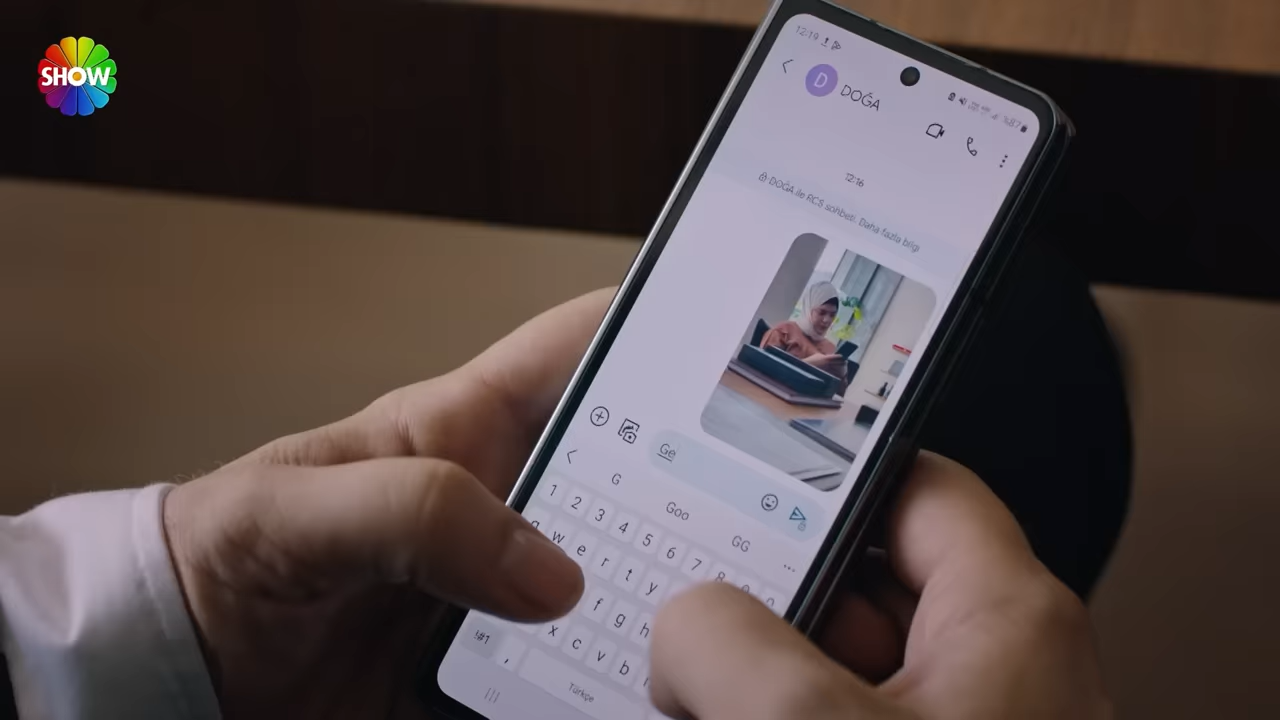 SHOW
12:19
D DOĞA
%87
12:16
DOĞA ile RCS sohbeti. Daha fazla bilgi
Ge
G Goo GG
1 2 3 4 5 6 7 8 9 0
q w e r t y
f g h
!#1 x c v b
, Türkçe